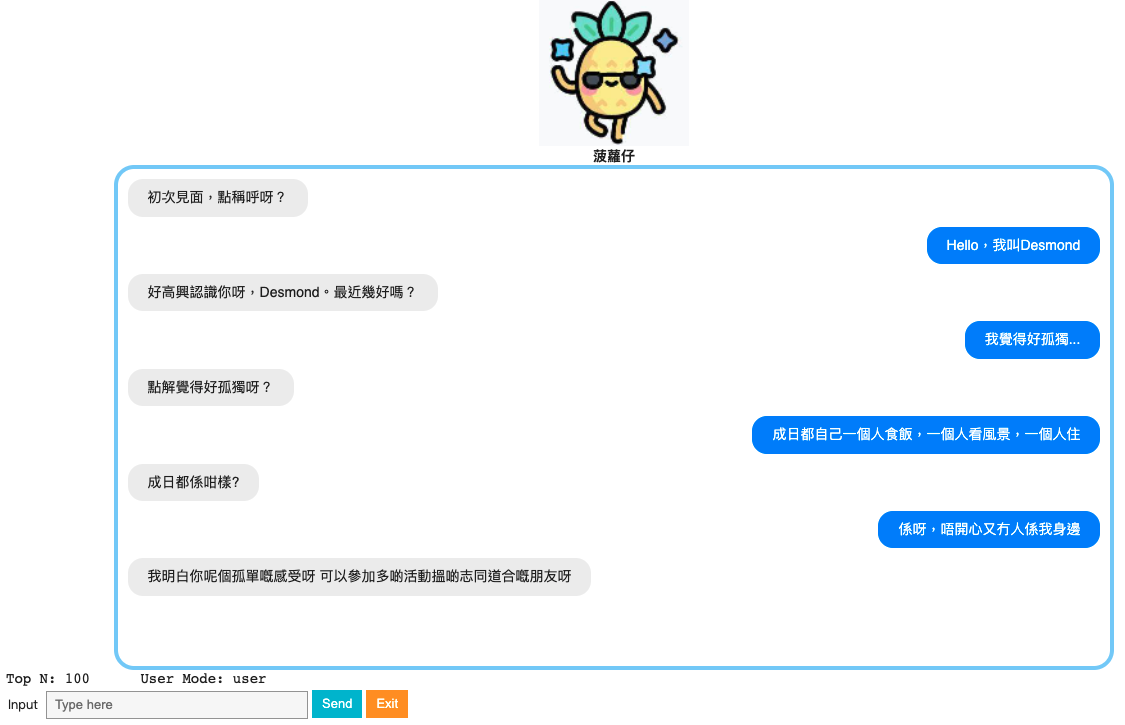 菠蘿仔
初次見面，點稱呼呀？
Hello，我叫Desmond
好高興認識你呀，Desmond。最近幾好嗎？
我覺得好孤獨...
點解覺得好孤獨呀？
成日都自己一個人食飯，一個人看風景，一個人住
成日都係咁樣?
係呀，唔開心又冇人係我身邊
我明白你呢個孤單嘅感受呀 可以參加多啲活動搵啲志同道合嘅朋友呀
Top N: 100 User Mode: user
Input Type here Send Exit